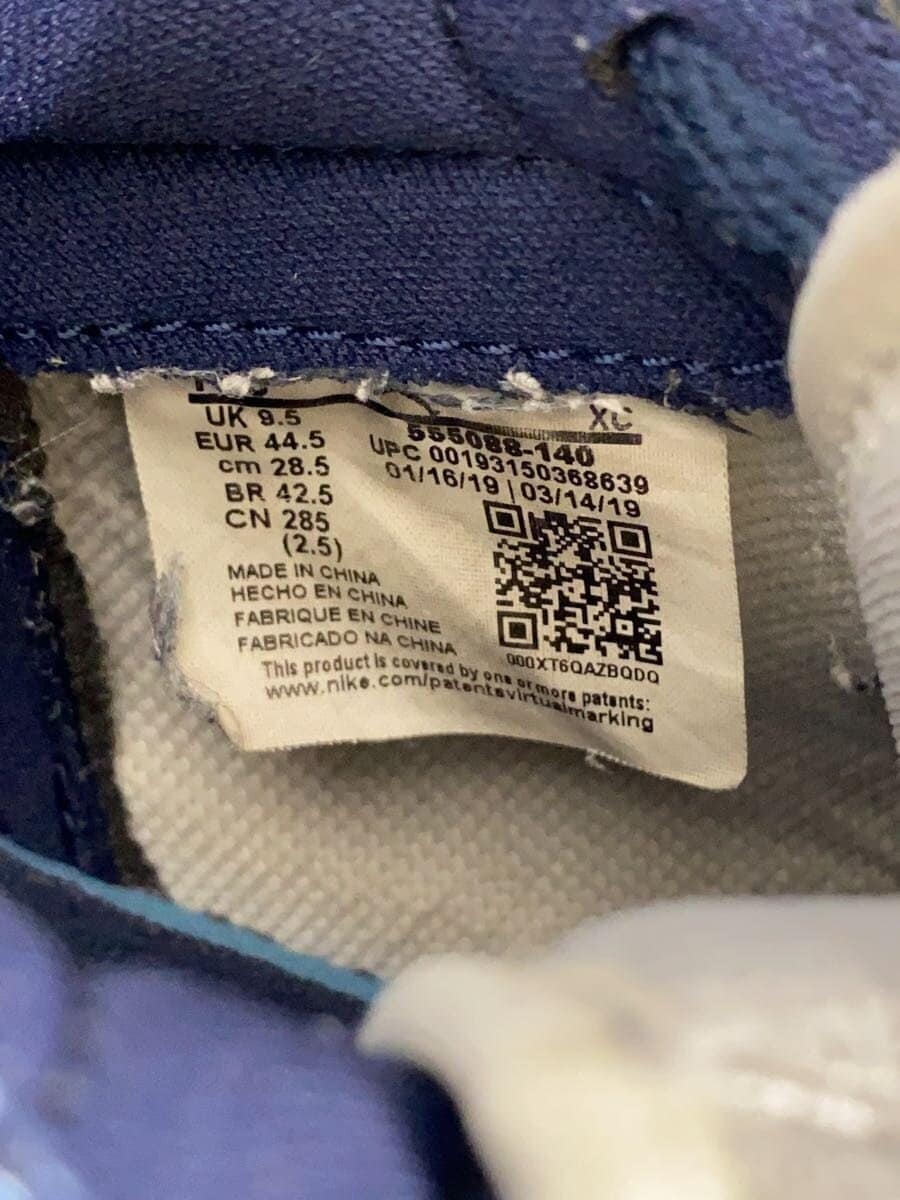 XC
UK 9.5
EUR 44.5
cm 28.5
BR 42.5
CN 285
(2.5)
555088-140
UPC 00193150368639
01/16/19 | 03/14/19
MADE IN CHINA
HECHO EN CHINA
FABRIQUE EN CHINE
FABRICADO NA CHINA
000XT6QAZBQDQ
This product is covered by one or more patents:
www.nike.com/patentsvirtualmarking